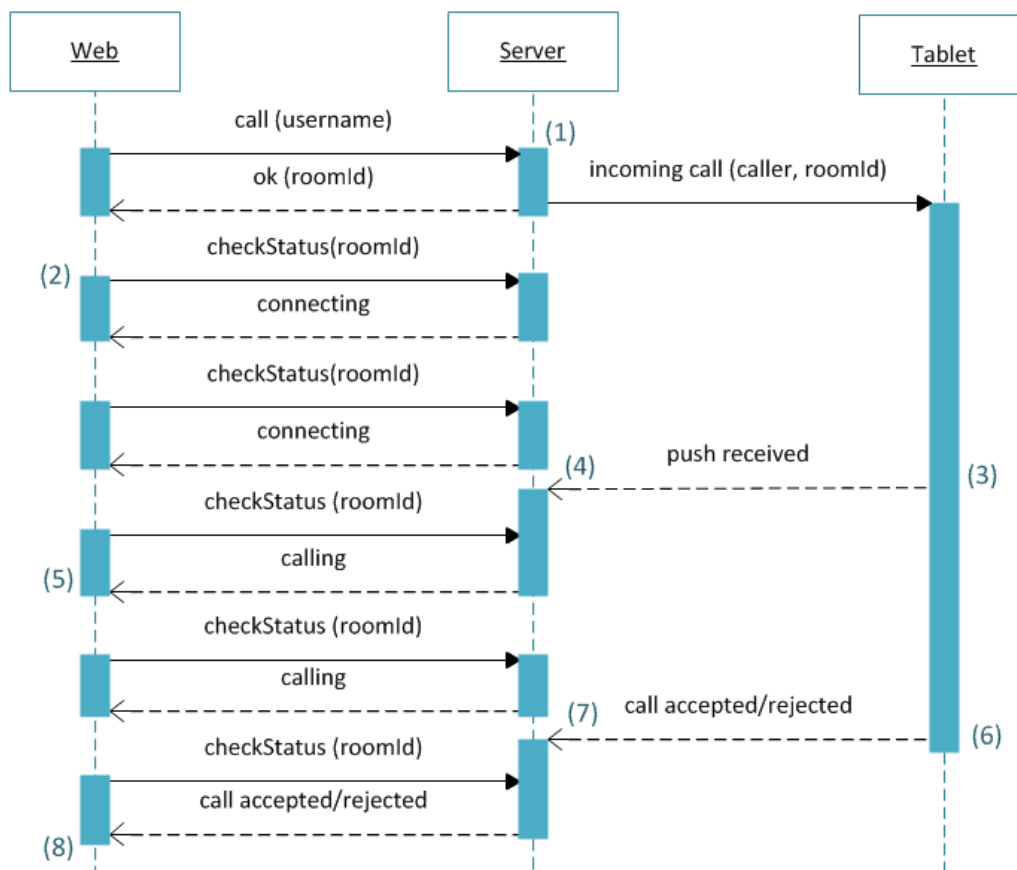 Web
Server
Tablet
call (username)
(1)
ok (roomId)
incoming call (caller, roomId)
checkStatus(roomId)
(2)
connecting
checkStatus(roomId)
connecting
(4)
push received
(3)
checkStatus (roomId)
calling
(5)
checkStatus (roomId)
calling
(7)
call accepted/rejected
(6)
checkStatus (roomId)
call accepted/rejected
(8)